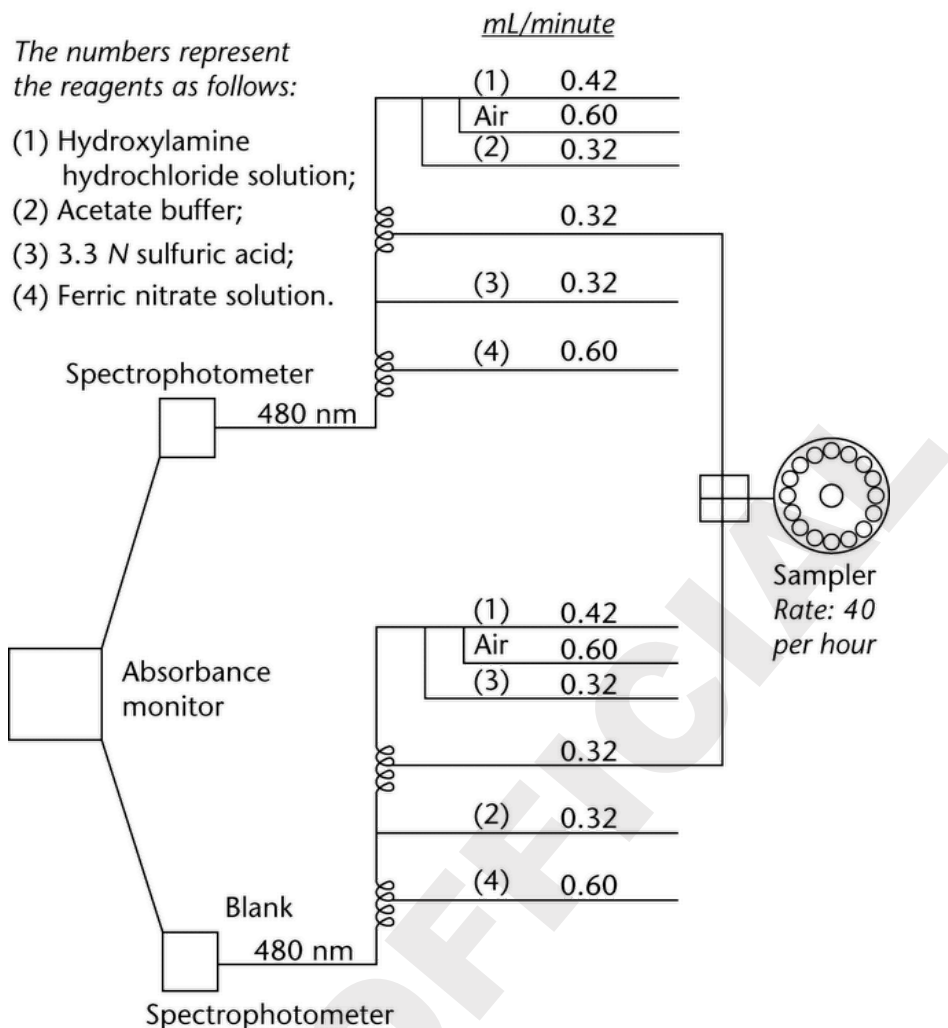 mL/minute
The numbers represent
the reagents as follows:
(1) Hydroxylamine
hydrochloride solution;
(2) Acetate buffer;
(3) 3.3 N sulfuric acid;
(4) Ferric nitrate solution.
(1) 0.42
Air 0.60
(2) 0.32
0.32
(3) 0.32
(4) 0.60
Spectrophotometer
480 nm
Sampler
Rate: 40
per hour
(1) 0.42
Air 0.60
(3) 0.32
Absorbance
monitor
0.32
(2) 0.32
(4) 0.60
Blank
480 nm
Spectrophotometer
OFFICIAL